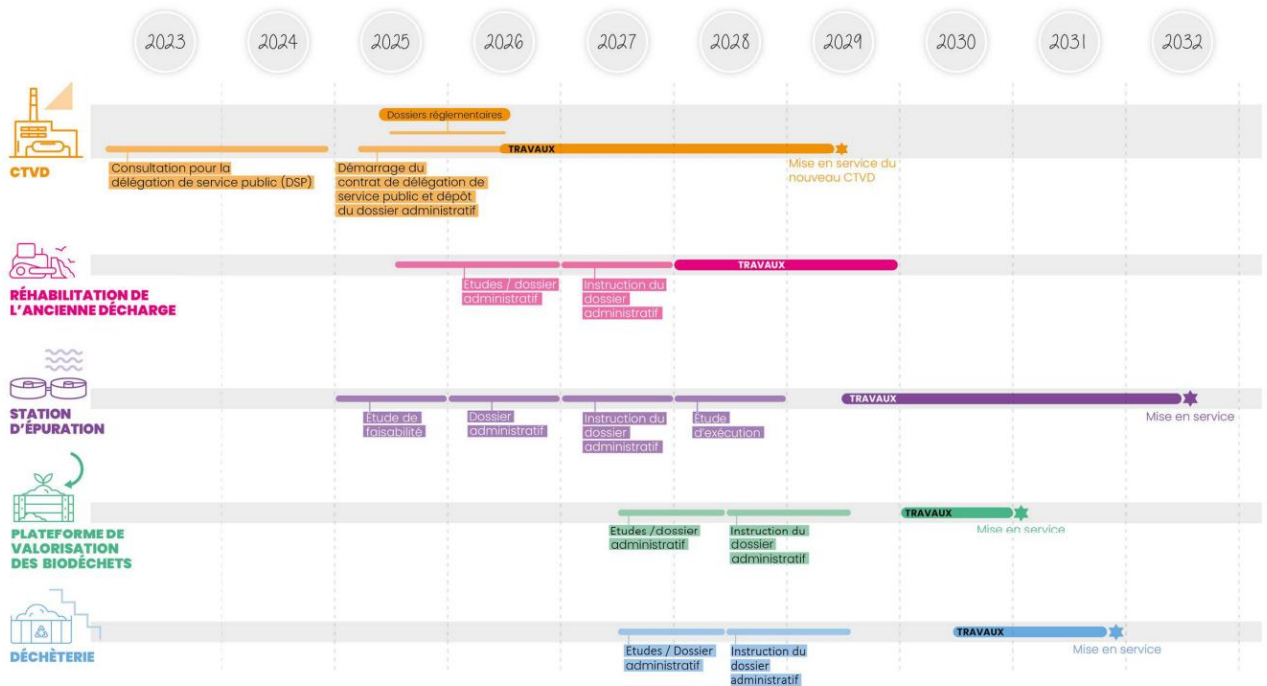 2023 2024 2025 2026 2027 2028 2029 2030 2031 2032
Dossiers réglementaires
TRAVAUX
CTVD
Consultation pour la
délégation de service public (DSP)
Démarrage du
contrat de délégation de
service public et dépôt
du dossier administratif
Mise en service du
nouveau CTVD
TRAVAUX
RÉHABILITATION DE
L'ANCIENNE DÉCHARGE
Etudes / dossier
administratif
Instruction du
dossier
administratif
TRAVAUX
STATION
D'ÉPURATION
Étude de
faisabilité
Dossier
administratif
Instruction du
dossier
administratif
Étude
d'exécution
Mise en service
TRAVAUX
PLATEFORME DE
VALORISATION
DES BIODÉCHETS
Etudes /dossier
administratif
Instruction du
dossier
administratif
Mise en service
TRAVAUX
DÉCHÈTERIE
Etudes / Dossier
administratif
Instruction du
dossier
administratif
Mise en service